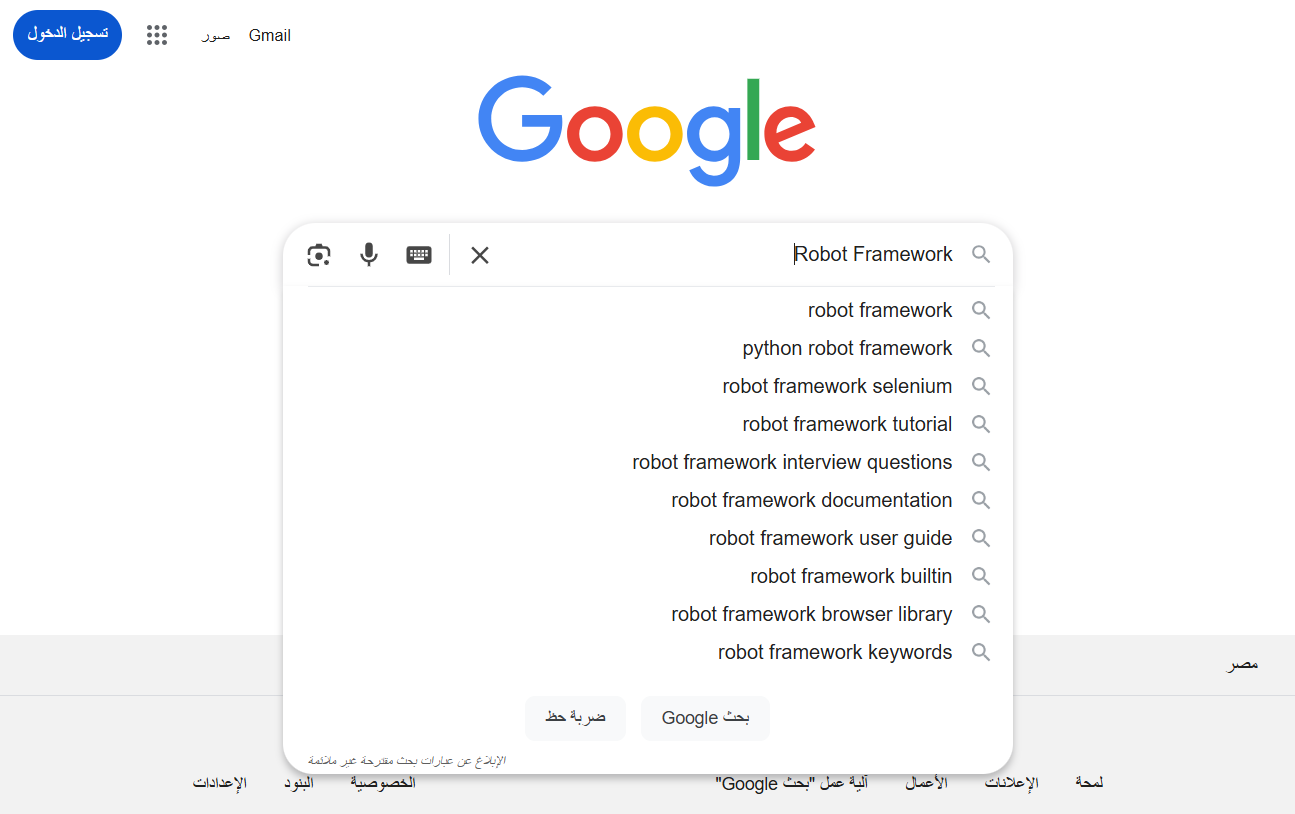 Gmail صور تسجيل الدخول
Google
Robot Framework
robot framework
python robot framework
robot framework selenium
robot framework tutorial
robot framework interview questions
robot framework documentation
robot framework user guide
robot framework builtin
robot framework browser library
robot framework keywords
بحث Google ضربة حظ
الإبلاغ عن عبارات بحث مقترحة غير ملائمة
مصر
لمحة الإعلانات الأعمال آلية عمل "بحث Google" الخصوصية البنود الإعدادات